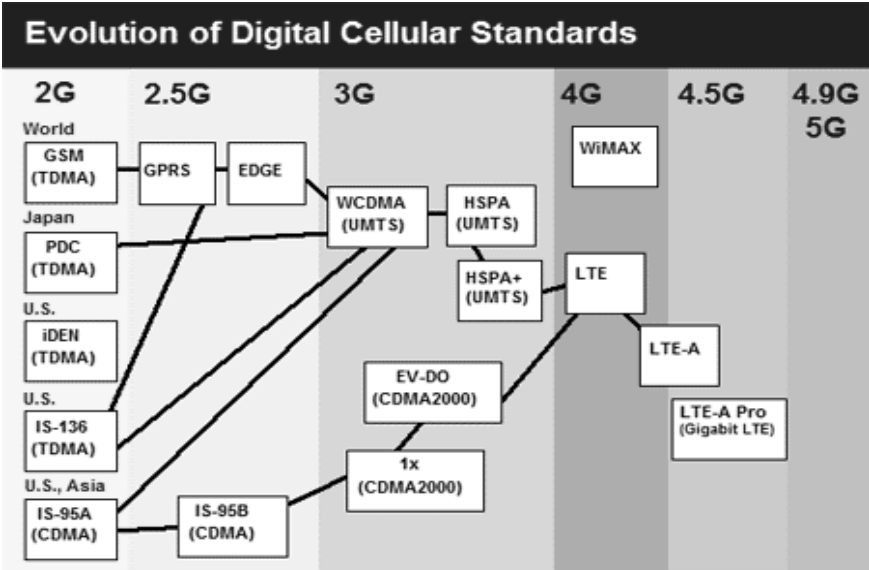 Evolution of Digital Cellular Standards
2G
2.5G
3G
4G
4.5G
4.9G
5G
World
GSM
(TDMA)
GPRS
EDGE
WiMAX
Japan
PDC
(TDMA)
WCDMA
(UMTS)
HSPA
(UMTS)
HSPA+
(UMTS)
LTE
U.S.
iDEN
(TDMA)
LTE-A
U.S.
IS-136
(TDMA)
EV-DO
(CDMA2000)
LTE-A Pro
(Gigabit LTE)
U.S., Asia
IS-95A
(CDMA)
IS-95B
(CDMA)
1x
(CDMA2000)